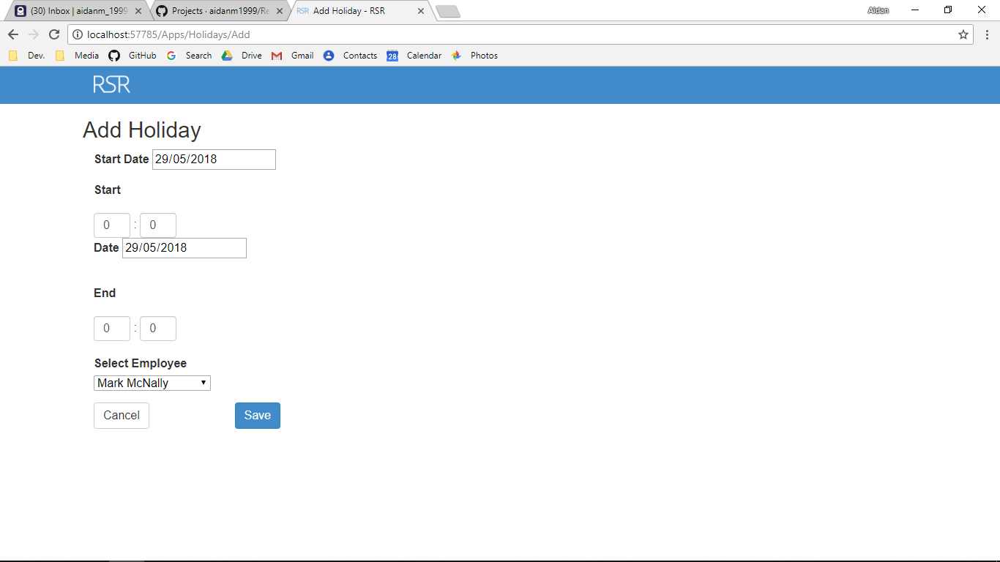 (30) Inbox | aidanm_1999 Projects · aidanm1999/Re Add Holiday - RSR Aidan
localhost:57785/Apps/Holidays/Add
Dev. Media GitHub Search Drive Gmail Contacts 28 Calendar Photos
RSR
Add Holiday
Start Date 29/05/2018
Start
0 : 0
Date 29/05/2018
End
0 : 0
Select Employee
Mark McNally
Cancel Save